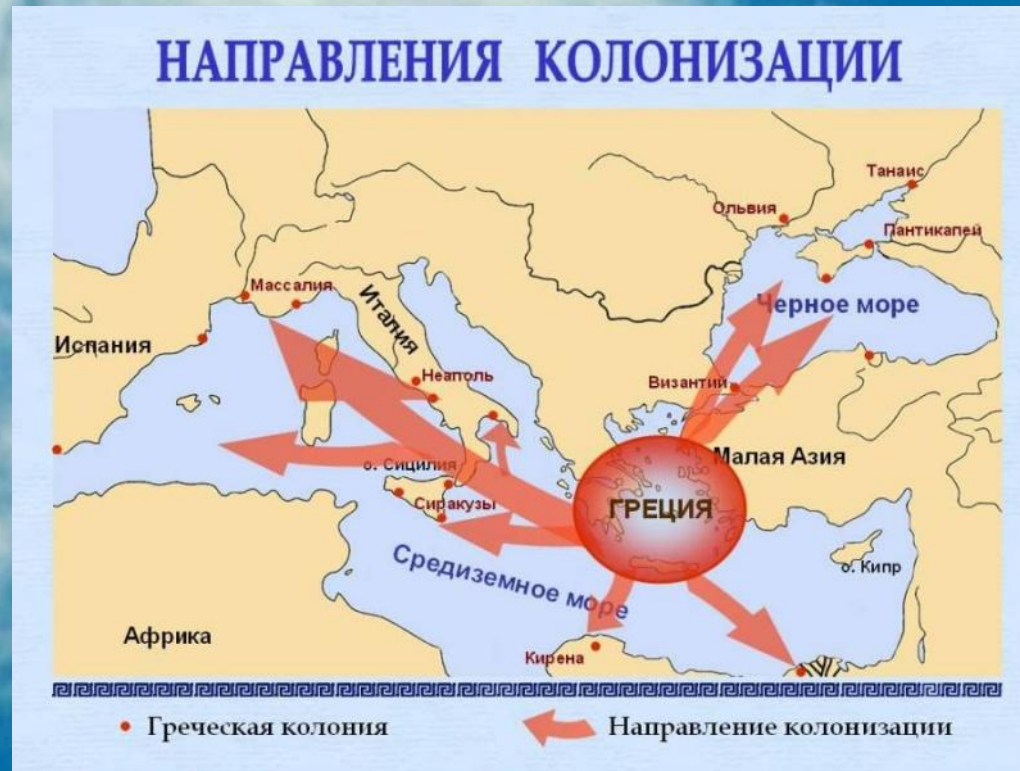 НАПРАВЛЕНИЯ КОЛОНИЗАЦИИ
Танаис
Ольвия
Пантикапей
Массалия
Италия
Черное море
Испания
Неаполь
Византий
о. Сицилия
Малая Азия
Сиракузы
ГРЕЦИЯ
Средиземное море
о. Кипр
Африка
Кирена
Греческая колония
Направление колонизации